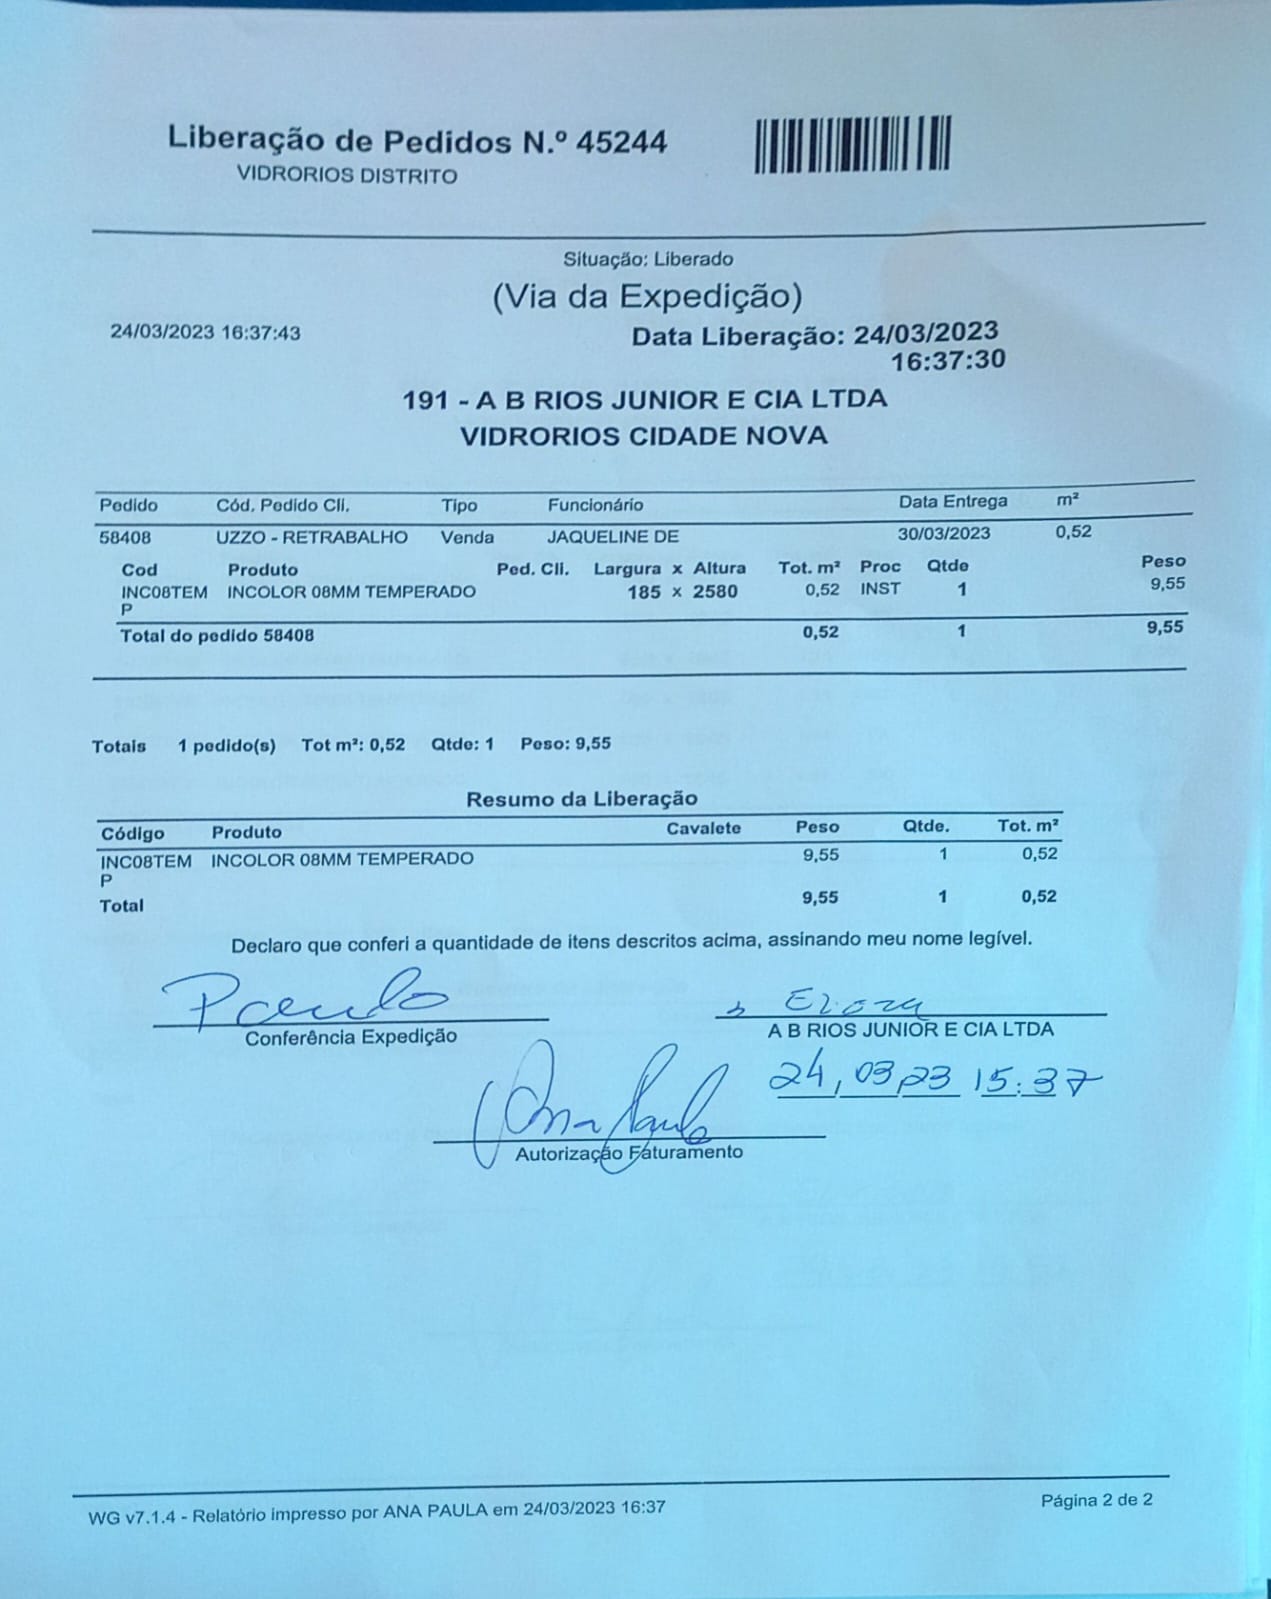 Liberação de Pedidos N.º 45244
VIDRORIOS DISTRITO
Situação: Liberado
(Via da Expedição)
24/03/2023 16:37:43
Data Liberação: 24/03/2023
16:37:30
191 - A B RIOS JUNIOR E CIA LTDA
VIDRORIOS CIDADE NOVA
Pedido Cód. Pedido Cli. Tipo Funcionário Data Entrega m²
58408 UZZO - RETRABALHO Venda JAQUELINE DE 30/03/2023 0,52
Cod Produto Ped. Cli. Largura x Altura Tot. m² Proc Qtde Peso
INC08TEM INCOLOR 08MM TEMPERADO 185 x 2580 0,52 INST 1 9,55
P
Total do pedido 58408 0,52 1 9,55
Totais 1 pedido(s) Tot m²: 0,52 Qtde: 1 Peso: 9,55
Resumo da Liberação
Código Produto Cavalete Peso Qtde. Tot. m²
INC08TEM INCOLOR 08MM TEMPERADO 9,55 1 0,52
P
Total 9,55 1 0,52
Declaro que conferi a quantidade de itens descritos acima, assinando meu nome legível.
Paulo
Conferência Expedição
A B RIOS JUNIOR E CIA LTDA
24,03,23 15:37
Ana Paula
Autorização Faturamento
WG v7.1.4 - Relatório impresso por ANA PAULA em 24/03/2023 16:37
Página 2 de 2